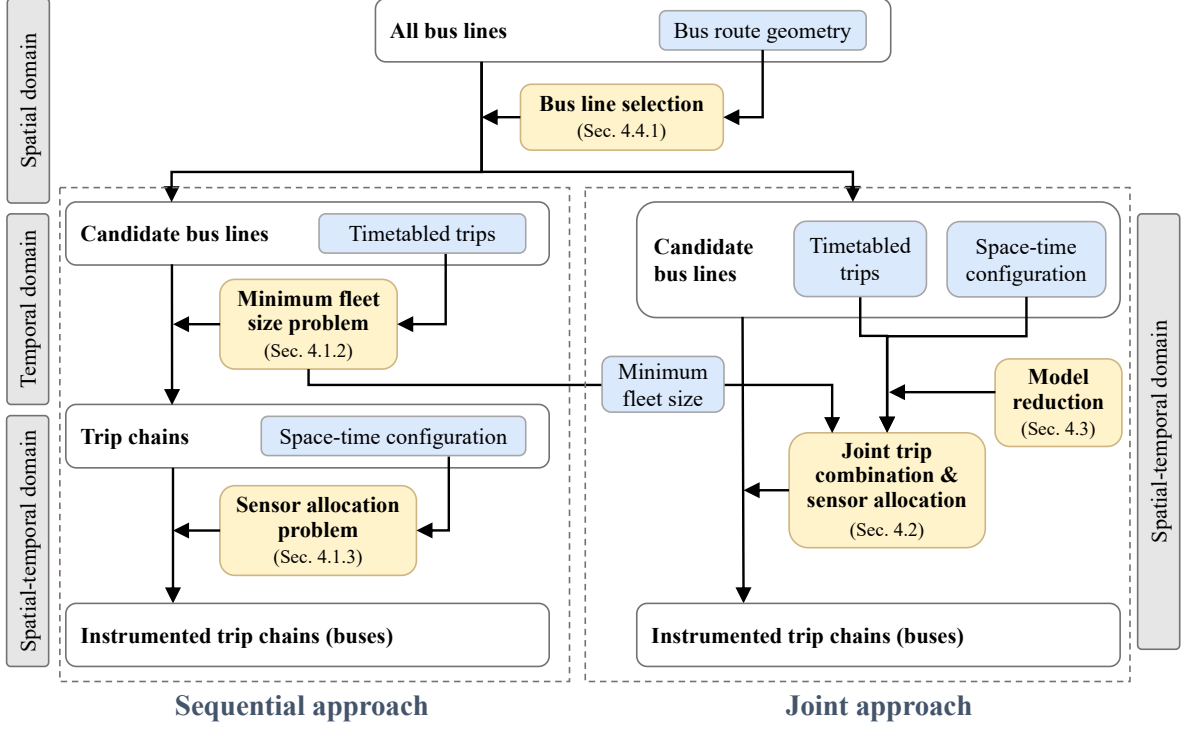 Spatial domain
All bus lines
Bus route geometry
Bus line selection
(Sec. 4.4.1)
Temporal domain
Candidate bus lines
Timetabled trips
Minimum fleet
size problem
(Sec. 4.1.2)
Spatial-temporal domain
Trip chains
Space-time configuration
Sensor allocation
problem
(Sec. 4.1.3)
Instrumented trip chains (buses)
Sequential approach
Candidate
bus lines
Timetabled
trips
Space-time
configuration
Minimum
fleet size
Model
reduction
(Sec. 4.3)
Joint trip
combination &
sensor allocation
(Sec. 4.2)
Instrumented trip chains (buses)
Joint approach
Spatial-temporal domain